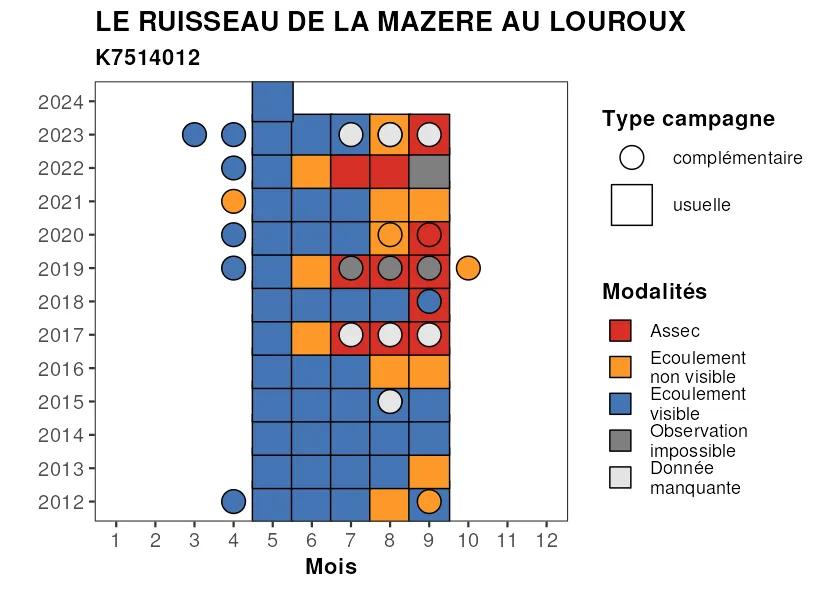 LE RUISSEAU DE LA MAZERE AU LOUROUX
K7514012
2024
2023
2022
2021
2020
2019
2018
2017
2016
2015
2014
2013
2012
1 2 3 4 5 6 7 8 9 10 11 12
Mois
Type campagne
complémentaire
usuelle
Modalités
Assec
Ecoulement
non visible
Ecoulement
visible
Observation
impossible
Donnée
manquante